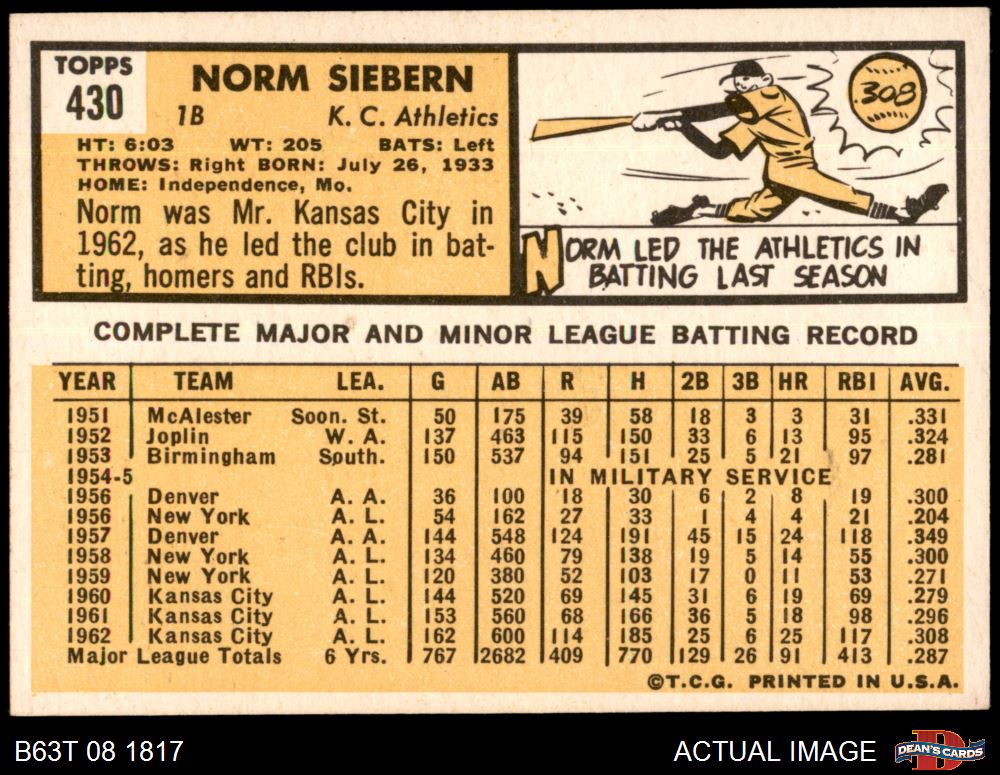 TOPPS
430
NORM SIEBERN
1B K. C. Athletics
HT: 6:03 WT: 205 BATS: Left
THROWS: Right BORN: July 26, 1933
HOME: Independence, Mo.
Norm was Mr. Kansas City in
1962, as he led the club in bat-
ting, homers and RBIs.
.308
NORM LED THE ATHLETICS IN
BATTING LAST SEASON
COMPLETE MAJOR AND MINOR LEAGUE BATTING RECORD
YEAR TEAM LEA. G AB R H 2B 3B HR RBI AVG.
1951 McAlester Soon. St. 50 175 39 58 18 3 3 31 .331
1952 Joplin W. A. 137 463 115 150 33 6 13 95 .324
1953 Birmingham South. 150 537 94 151 25 5 21 97 .281
1954-5 IN MILITARY SERVICE
1956 Denver A. A. 36 100 18 30 6 2 8 19 .300
1956 New York A. L. 54 162 27 33 1 4 4 21 .204
1957 Denver A. A. 144 548 124 191 45 15 24 118 .349
1958 New York A. L. 134 460 79 138 19 5 14 55 .300
1959 New York A. L. 120 380 52 103 17 0 11 53 .271
1960 Kansas City A. L. 144 520 69 145 31 6 19 69 .279
1961 Kansas City A. L. 153 560 68 166 36 5 18 98 .296
1962 Kansas City A. L. 162 600 114 185 25 6 25 117 .308
Major League Totals 6 Yrs. 767 2682 409 770 129 26 91 413 .287
©T.C.G. PRINTED IN U.S.A.
B63T 08 1817 ACTUAL IMAGE
DEAN'S CARDS